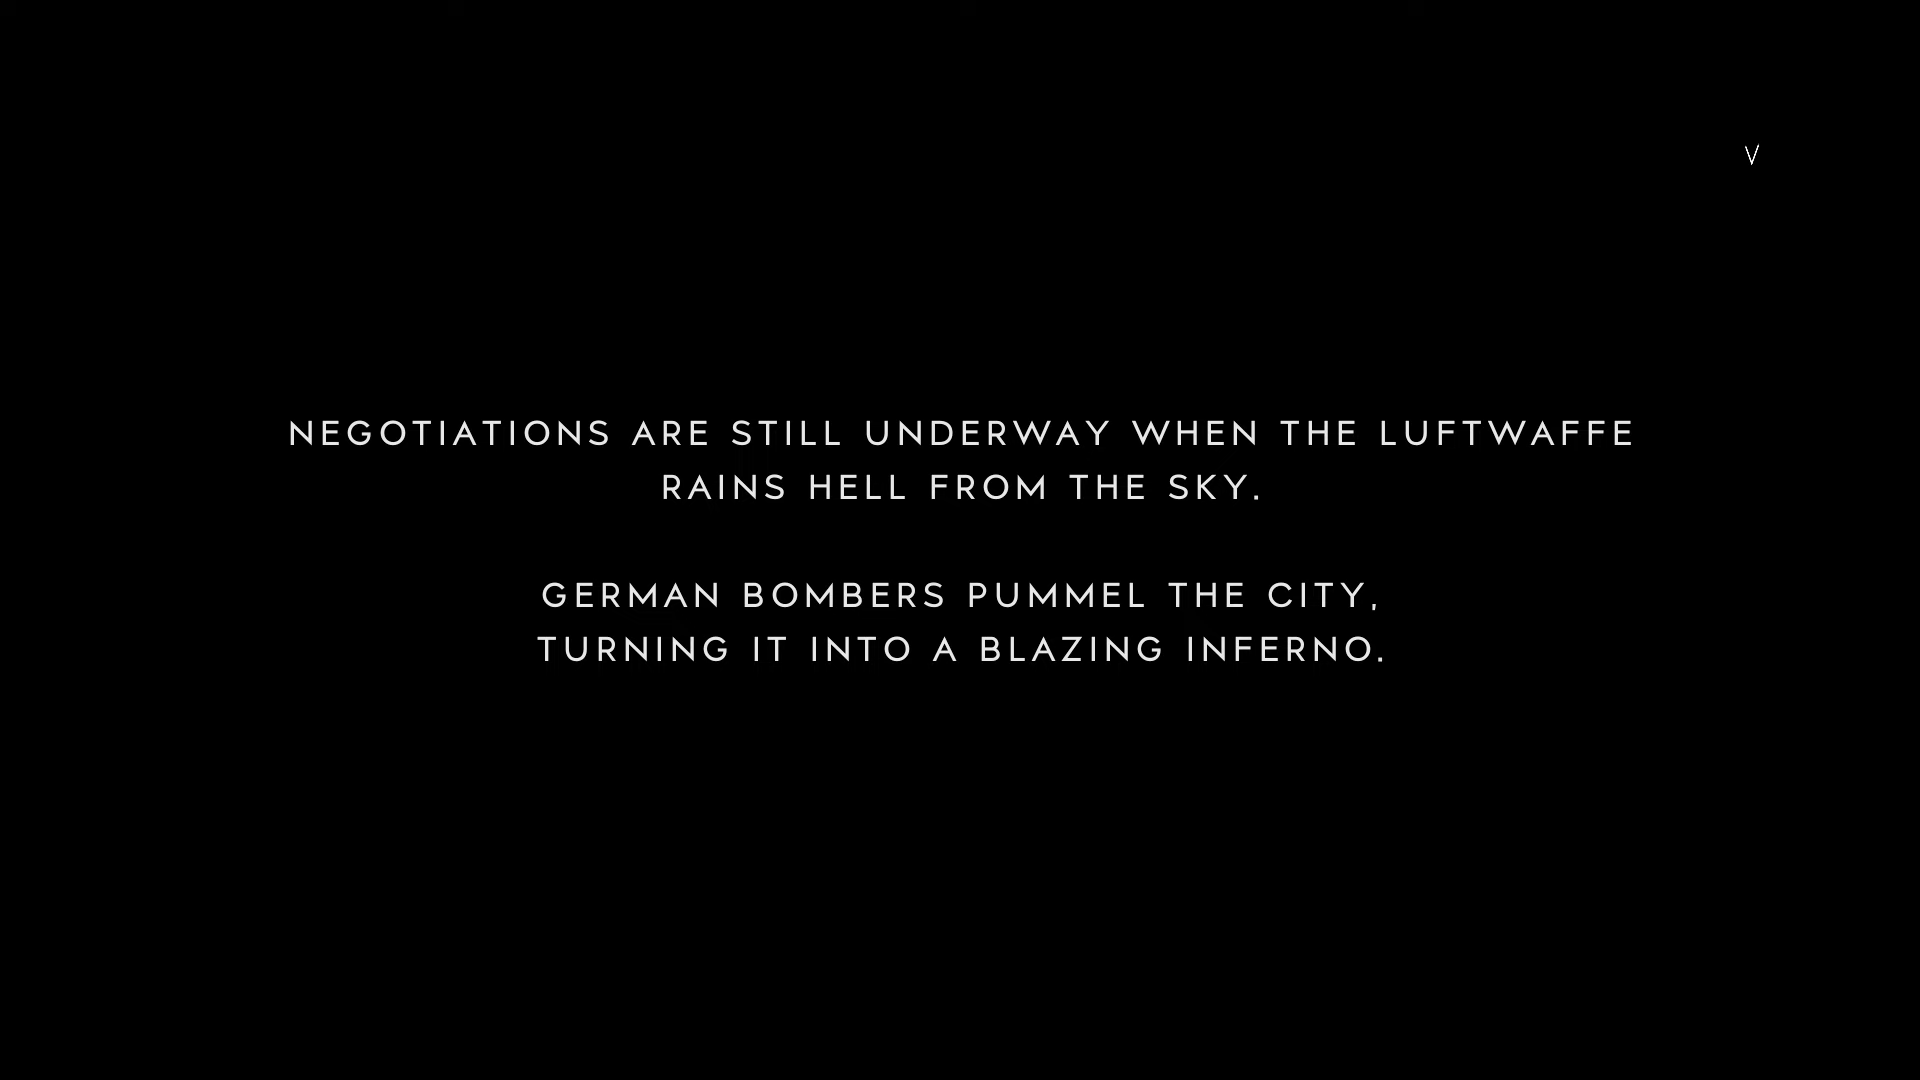 V
NEGOTIATIONS ARE STILL UNDERWAY WHEN THE LUFTWAFFE
RAINS HELL FROM THE SKY.
GERMAN BOMBERS PUMMEL THE CITY,
TURNING IT INTO A BLAZING INFERNO.